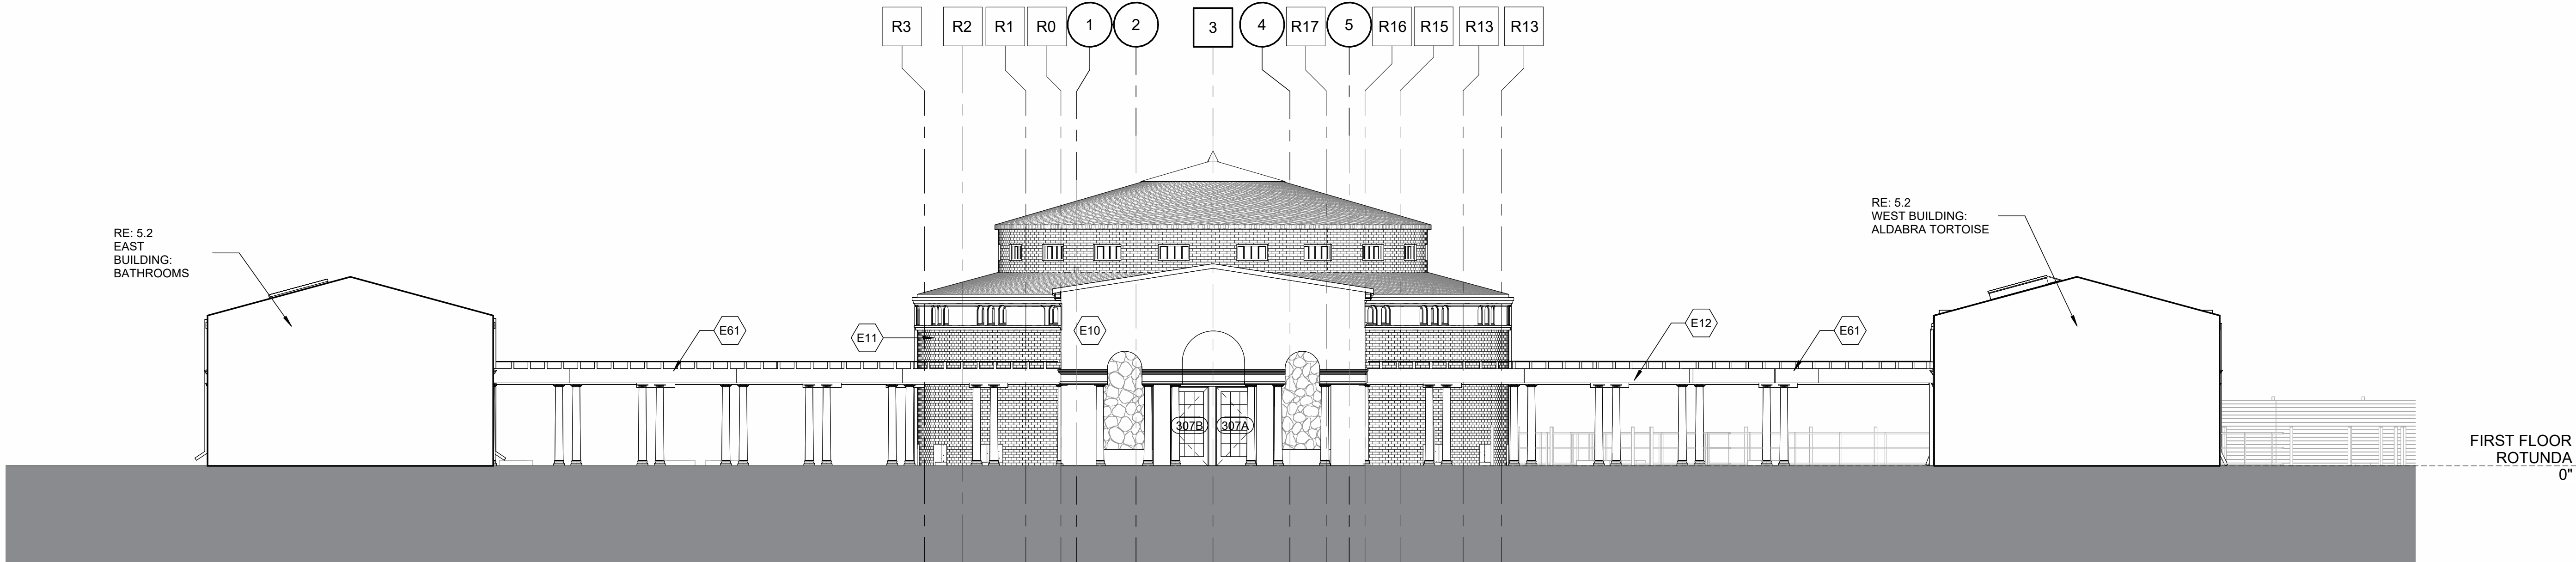 R3
R2
R1
R0
1
2
3
4
R17
5
R16
R15
R13
R13
RE: 5.2
EAST
BUILDING:
BATHROOMS
RE: 5.2
WEST BUILDING:
ALDABRA TORTOISE
E61
E11
E10
E12
E61
307B
307A
FIRST FLOOR
ROTUNDA
0"